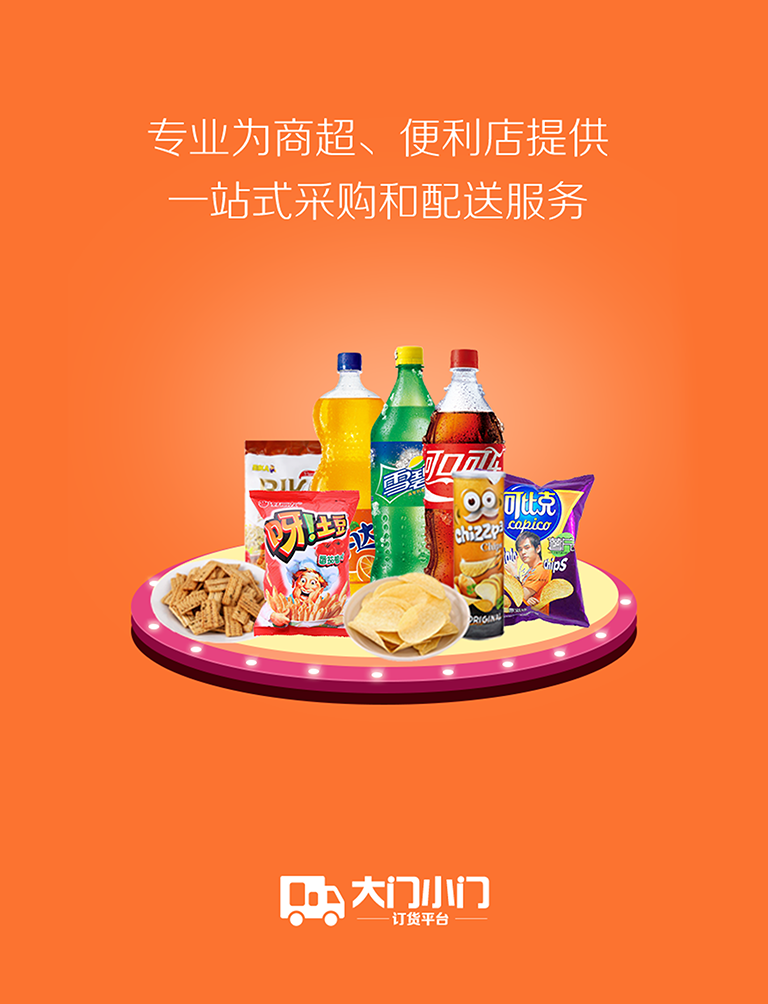 专业为商超、便利店提供
一站式采购和配送服务
雪碧
可口可乐
呀!土豆
chizzpa
Chips
ORIGINAL
可比克
copico
chips
大门小门
订货平台